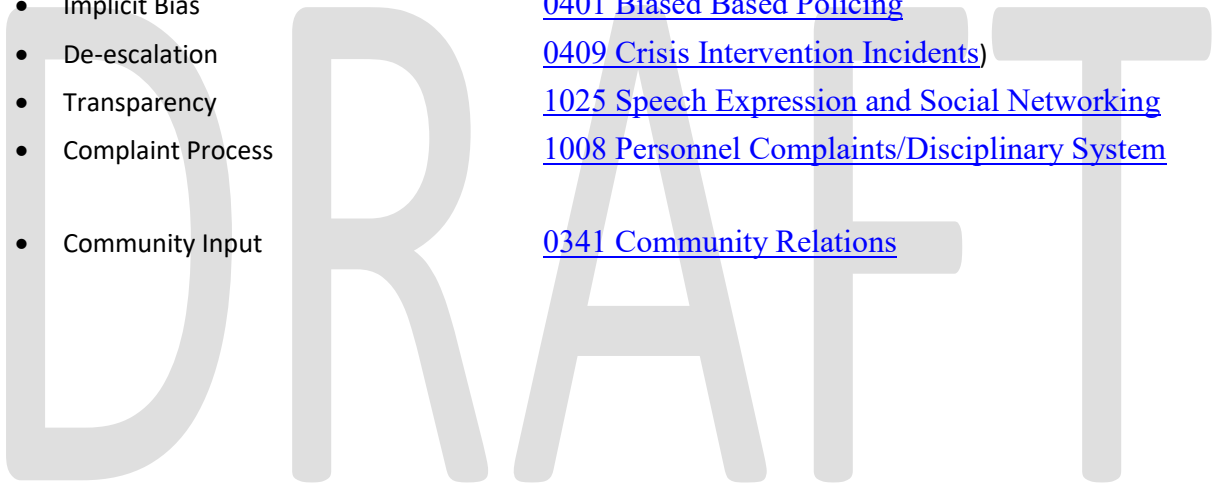 • Implicit Bias 0401 Biased Based Policing
• De-escalation 0409 Crisis Intervention Incidents)
• Transparency 1025 Speech Expression and Social Networking
• Complaint Process 1008 Personnel Complaints/Disciplinary System
• Community Input 0341 Community Relations
DRAFT